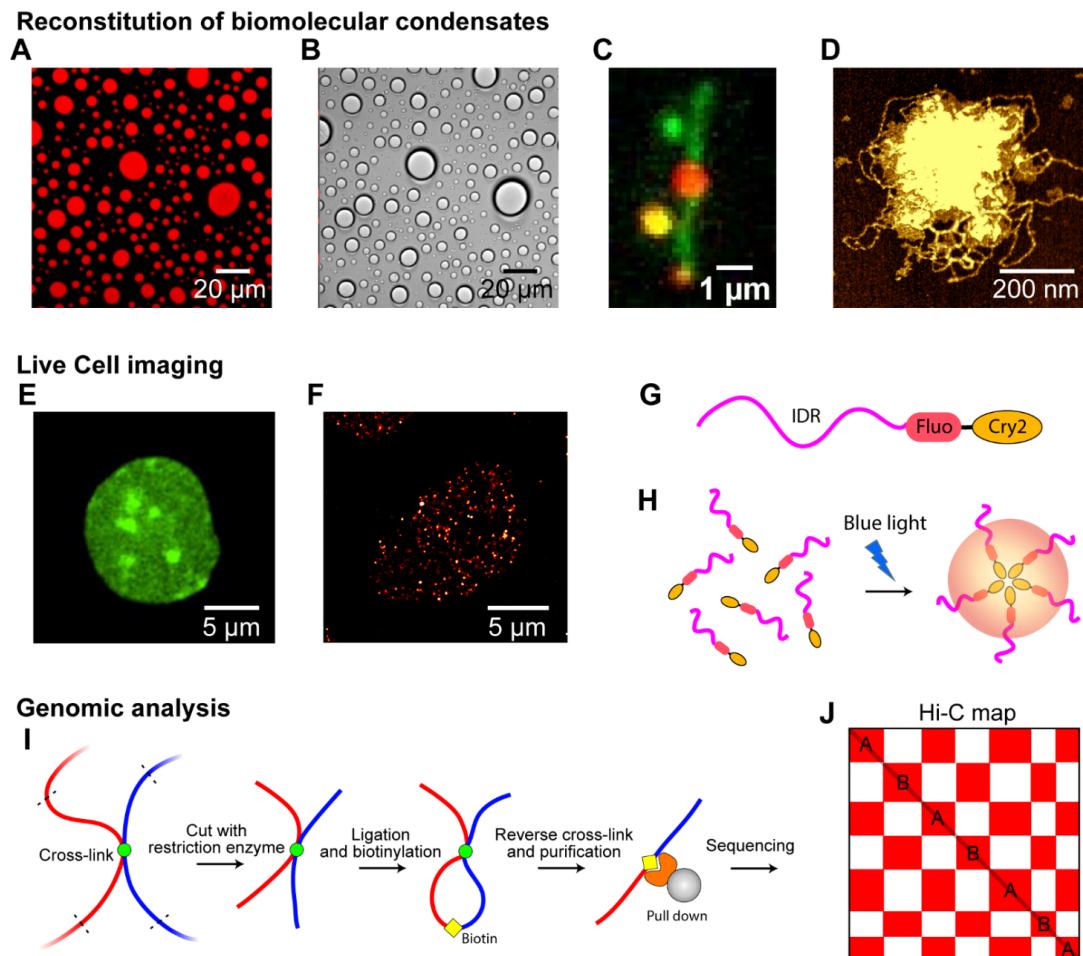 Reconstitution of biomolecular condensates
A
B
C
D
20 µm
20 µm
1 µm
200 nm
Live Cell imaging
E
F
G
IDR
Fluo
Cry2
H
Blue light
5 µm
5 µm
Genomic analysis
I
Cross-link
Cut with
restriction enzyme
Ligation
and biotinylation
Biotin
Reverse cross-link
and purification
Pull down
Sequencing
J
Hi-C map
A
B
A
B
A
B
A